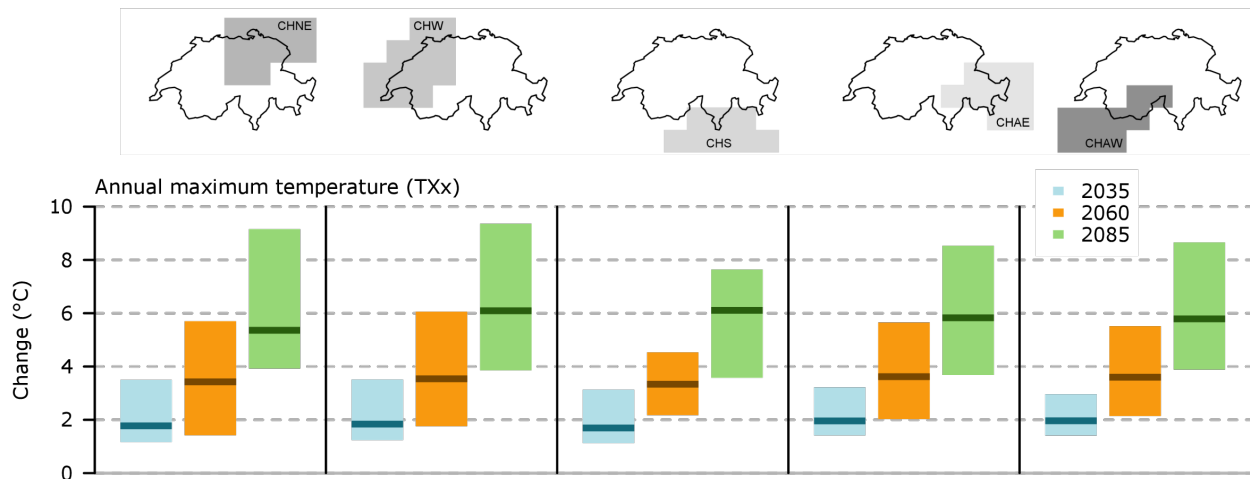 CHNE
CHW
CHS
CHAE
CHAW
Annual maximum temperature (TXx)
2035
2060
2085
Change (°C)
10
8
6
4
2
0